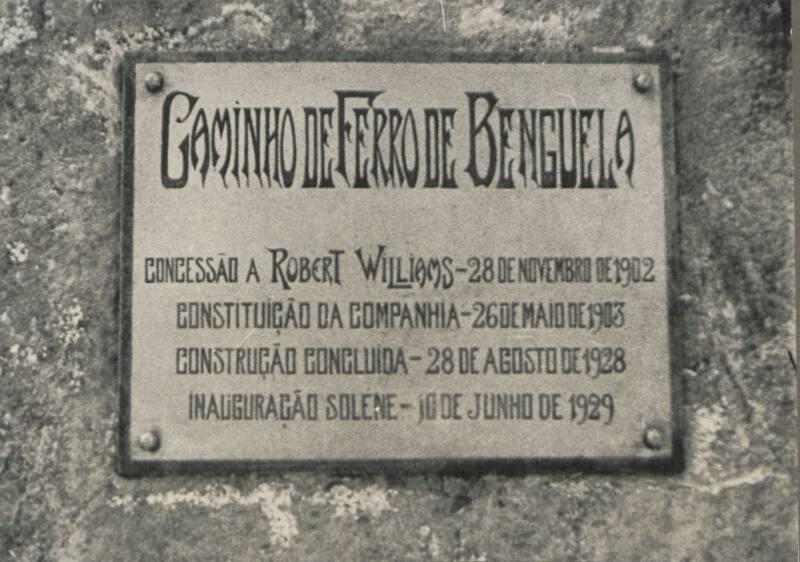 CAMINHO DE FERRO DE BENGUELA
CONCESSÃO A ROBERT WILLIAMS-28 DE NOVEMBRO DE 1902
CONSTITUIÇÃO DA COMPANHIA-26 DE MAIO DE 1903
CONSTRUÇÃO CONCLUIDA-28 DE AGOSTO DE 1928
INAUGURAÇÃO SOLENE-10 DE JUNHO DE 1929